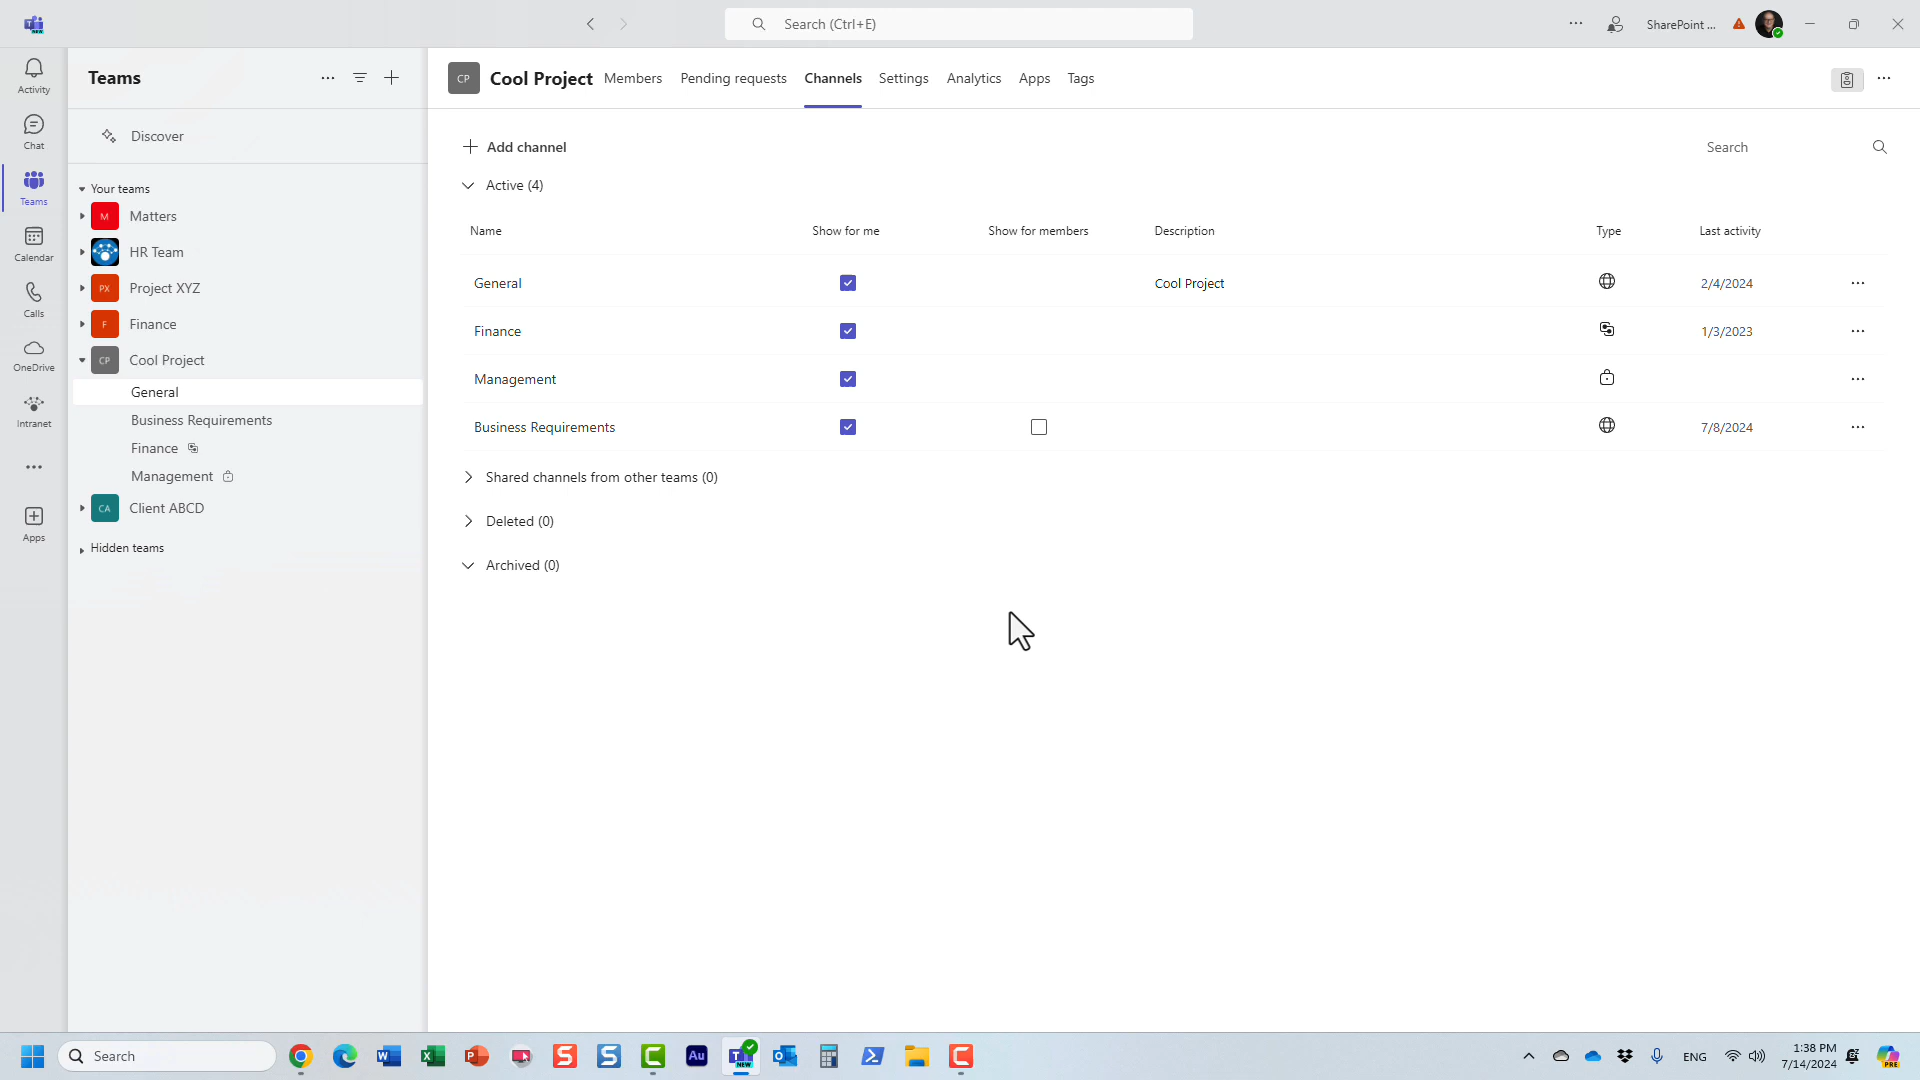 Search (Ctrl+E)
SharePoint ...
Activity
Chat
Teams
Calendar
Calls
OneDrive
Intranet
Apps
Teams
Discover
Your teams
M Matters
HR Team
PX Project XYZ
F Finance
CP Cool Project
General
Business Requirements
Finance
Management
CA Client ABCD
Hidden teams
CP Cool Project Members Pending requests Channels Settings Analytics Apps Tags
Add channel
Search
Active (4)
Name Show for me Show for members Description Type Last activity
General Cool Project 2/4/2024
Finance 1/3/2023
Management
Business Requirements 7/8/2024
Shared channels from other teams (0)
Deleted (0)
Archived (0)
Search
ENG
1:38 PM
7/14/2024